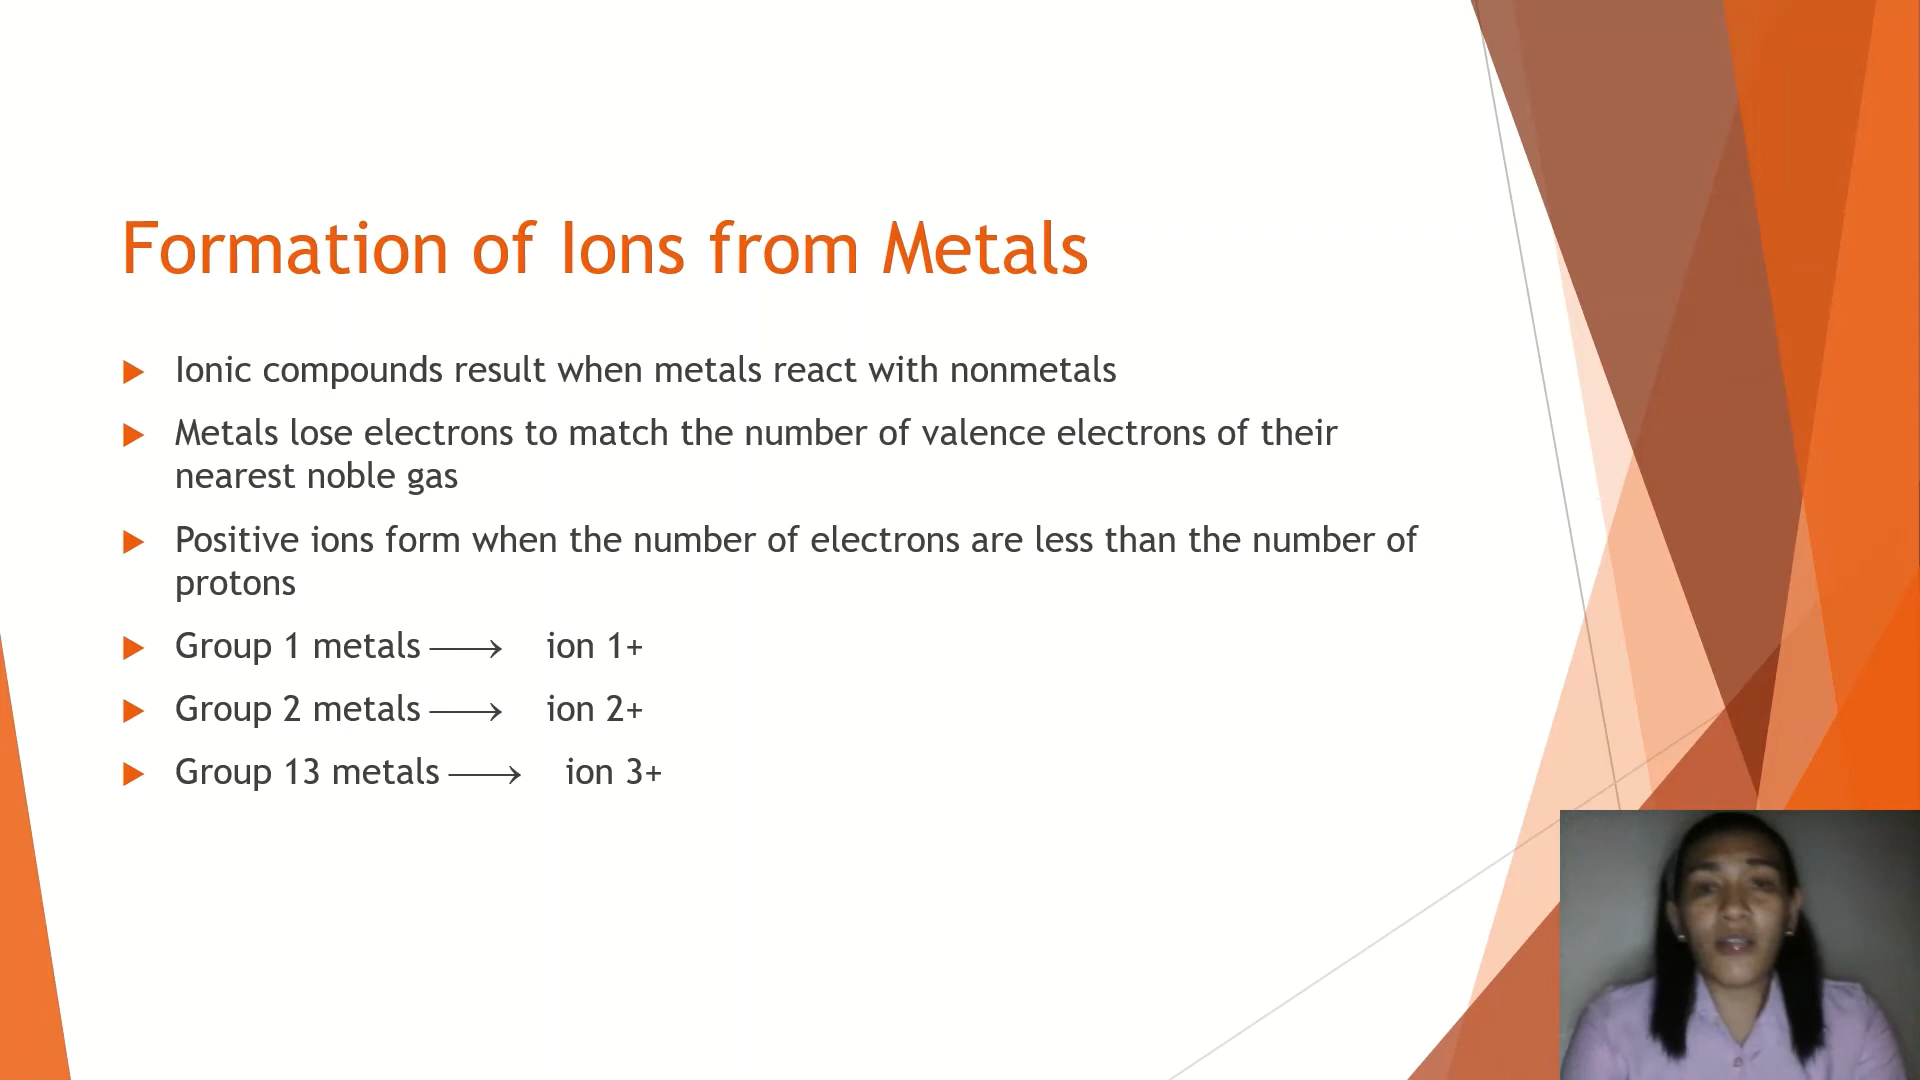 Formation of Ions from Metals
Ionic compounds result when metals react with nonmetals
Metals lose electrons to match the number of valence electrons of their
nearest noble gas
Positive ions form when the number of electrons are less than the number of
protons
Group 1 metals ⟶ ion 1+
Group 2 metals ⟶ ion 2+
Group 13 metals ⟶ ion 3+